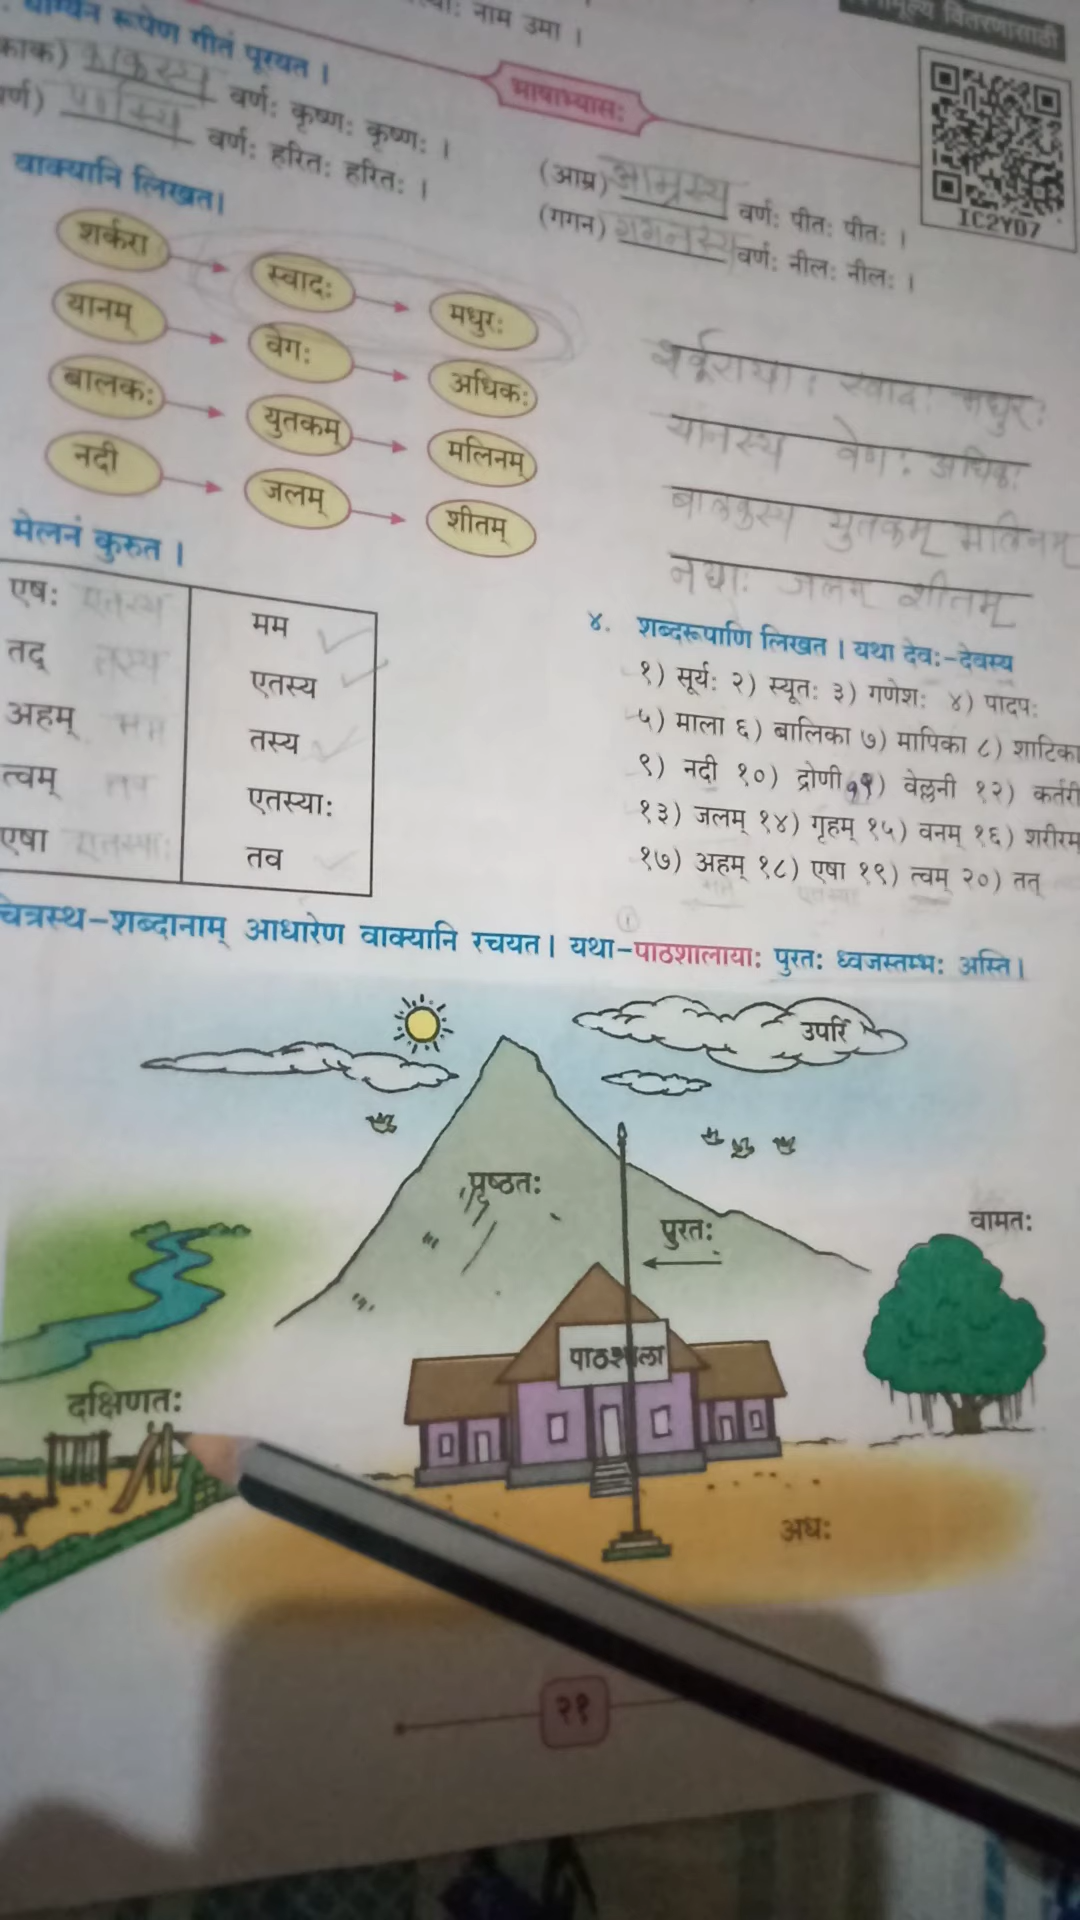 नाम उमा ।
वितरणासाठी
रूपेण गीतं पूरयत ।
भाषाभ्यासः
IC2Y07
काक) काकस्य वर्णः कृष्णः कृष्णः ।
पर्ण) पर्णस्य वर्णः हरितः हरितः ।
(आम्र) आम्रस्य वर्णः पीतः पीतः ।
(गगन) गगनस्य वर्णः नीलः नीलः ।
वाक्यानि लिखत।
शर्करा स्वादः मधुरः
यानम् वेगः अधिकः
बालकः युतकम् मलिनम्
नदी जलम् शीतम्
शर्कराया: स्वादः मधुरः
यानस्य वेगः अधिकः
बालकस्य युतकम् मलिनम्
नद्याः जलम् शीतम्
मेलनं कुरुत ।
एषः एतस्य मम
तद् तस्य एतस्य
अहम् मम तस्य
त्वम् तव एतस्याः
एषा एतस्याः तव
४. शब्दरूपाणि लिखत । यथा देवः-देवस्य
१) सूर्यः २) स्यूतः ३) गणेशः ४) पादपः
५) माला ६) बालिका ७) मापिका ८) शाटिका
९) नदी १०) द्रोणी ११) वेल्लनी १२) कर्तरी
१३) जलम् १४) गृहम् १५) वनम् १६) शरीरम्
१७) अहम् १८) एषा १९) त्वम् २०) तत्
चित्रस्थ-शब्दानाम् आधारेण वाक्यानि रचयत। यथा-पाठशालायाः पुरतः ध्वजस्तम्भः अस्ति।
उपरि
पृष्ठतः
पुरतः
वामतः
पाठशाला
दक्षिणतः
अधः
२१